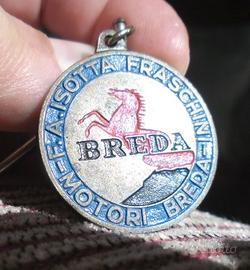 F.A. ISOTTA FRASCHINI
BREDA
MOTORI BREDA